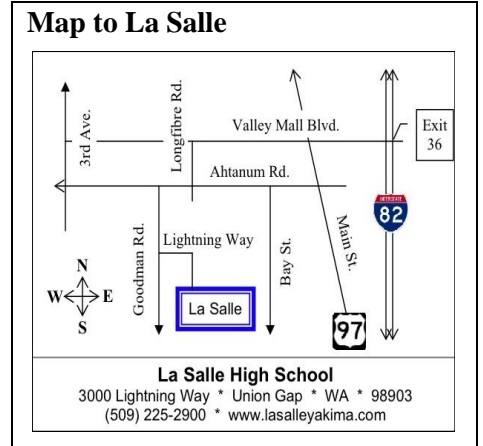 Map to La Salle
3rd Ave.
Longfibre Rd.
Valley Mall Blvd.
Exit
36
Ahtanum Rd.
INTERSTATE
82
Goodman Rd.
Lightning Way
Bay St.
Main St.
N
W E
S
La Salle
97
La Salle High School
3000 Lightning Way * Union Gap * WA * 98903
(509) 225-2900 * www.lasalleyakima.com